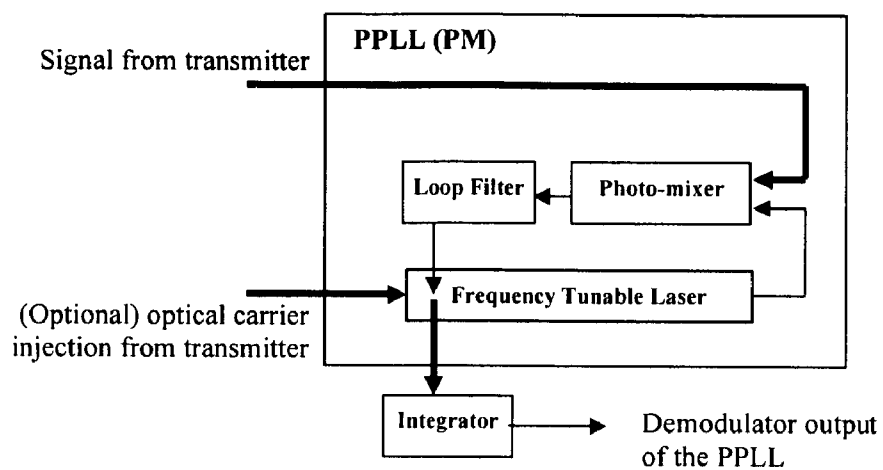 PPLL (PM)
Signal from transmitter
Loop Filter
Photo-mixer
Frequency Tunable Laser
(Optional) optical carrier
injection from transmitter
Integrator
Demodulator output
of the PPLL